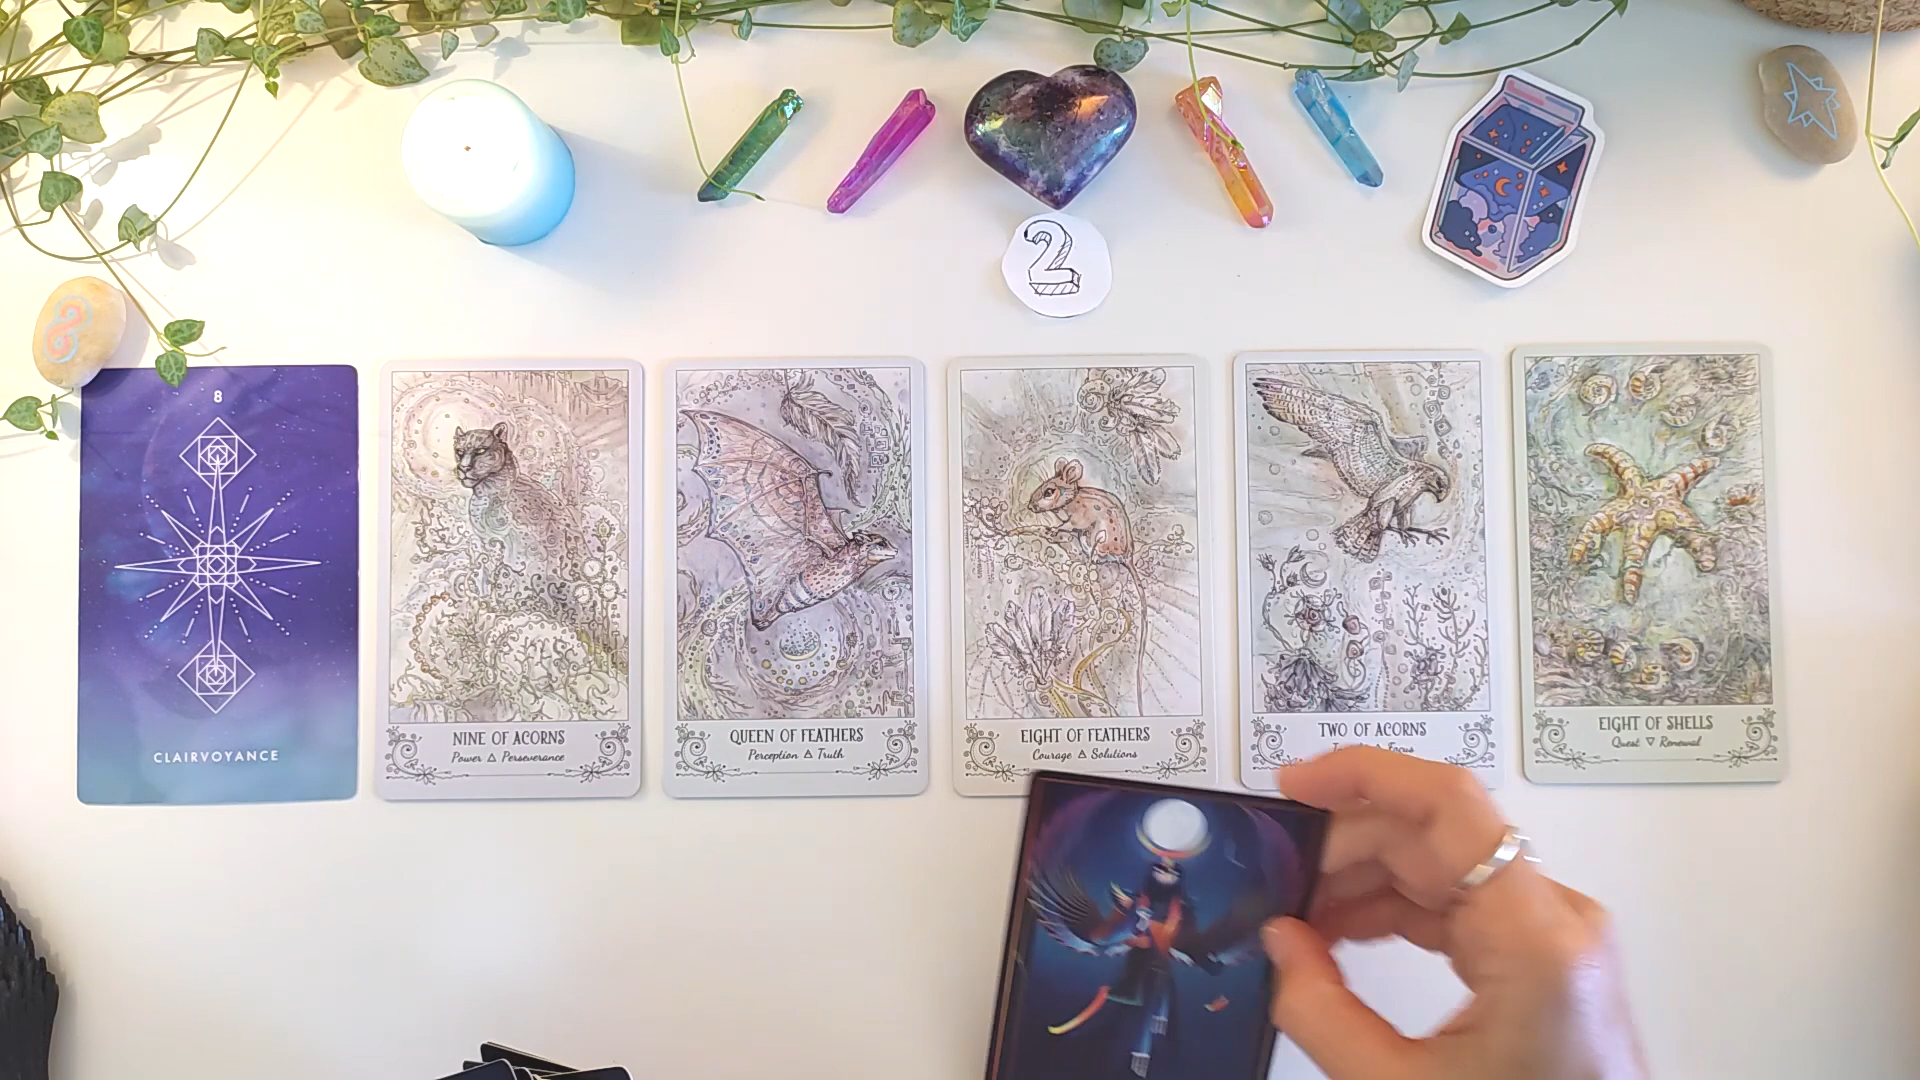 2
8
CLAIRVOYANCE
NINE OF ACORNS
Power △ Perseverance
QUEEN OF FEATHERS
Perception △ Truth
EIGHT OF FEATHERS
Courage △ Solutions
TWO OF ACORNS
Focus
EIGHT OF SHELLS
Quest ▽ Renewal